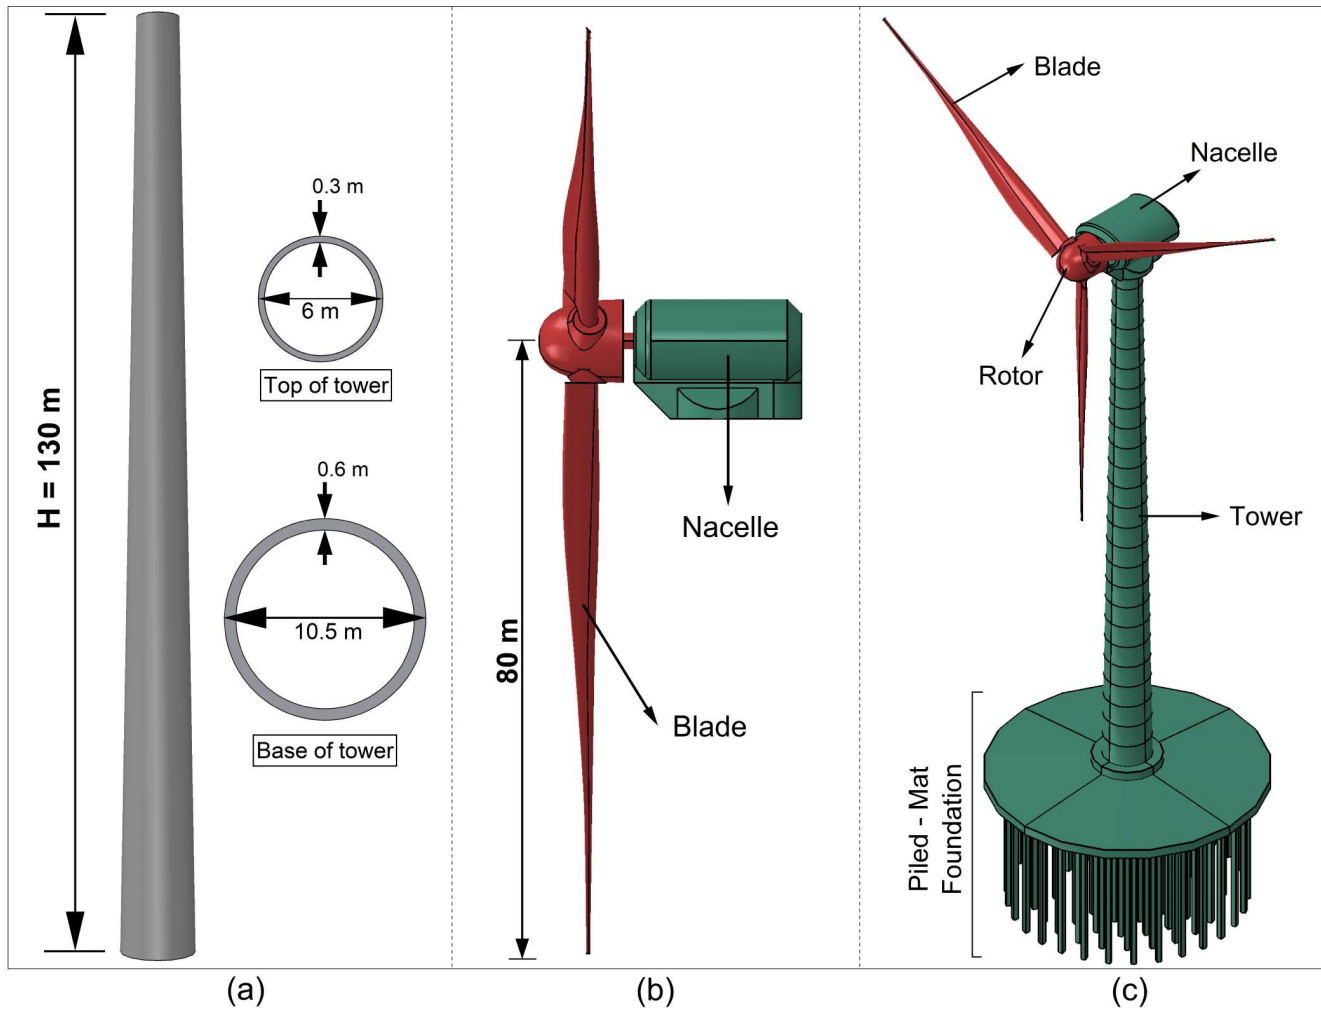 H = 130 m
0.3 m
6 m
Top of tower
0.6 m
10.5 m
Base of tower
(a)
80 m
Nacelle
Blade
(b)
Blade
Nacelle
Rotor
Tower
Piled - Mat
Foundation
(c)